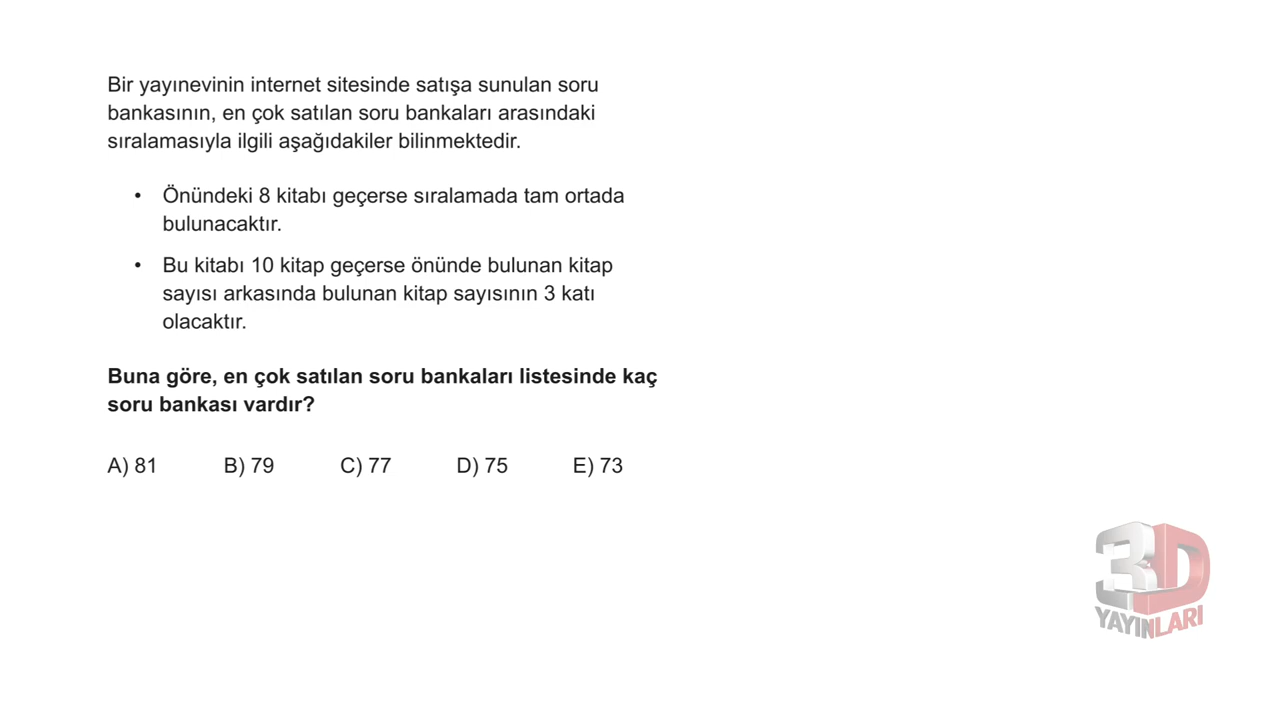 Bir yayınevinin internet sitesinde satışa sunulan soru
bankasının, en çok satılan soru bankaları arasındaki
sıralamasıyla ilgili aşağıdakiler bilinmektedir.
• Önündeki 8 kitabı geçerse sıralamada tam ortada
bulunacaktır.
• Bu kitabı 10 kitap geçerse önünde bulunan kitap
sayısı arkasında bulunan kitap sayısının 3 katı
olacaktır.
Buna göre, en çok satılan soru bankaları listesinde kaç
soru bankası vardır?
A) 81 B) 79 C) 77 D) 75 E) 73
3D
YAYINLARI